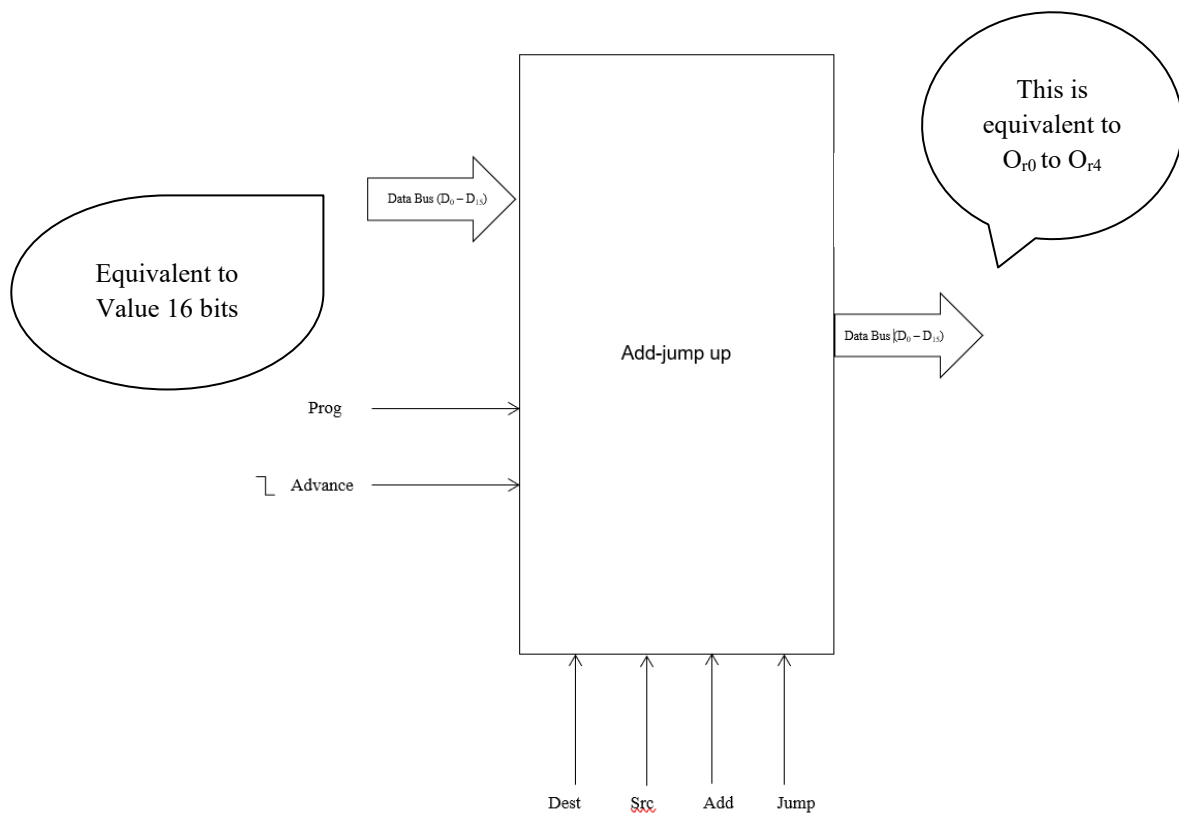 This is
equivalent to
Or0 to Or4
Data Bus (D0 – D15)
Equivalent to
Value 16 bits
Data Bus (D0 – D15)
Add-jump up
Prog
Advance
Dest Src Add Jump